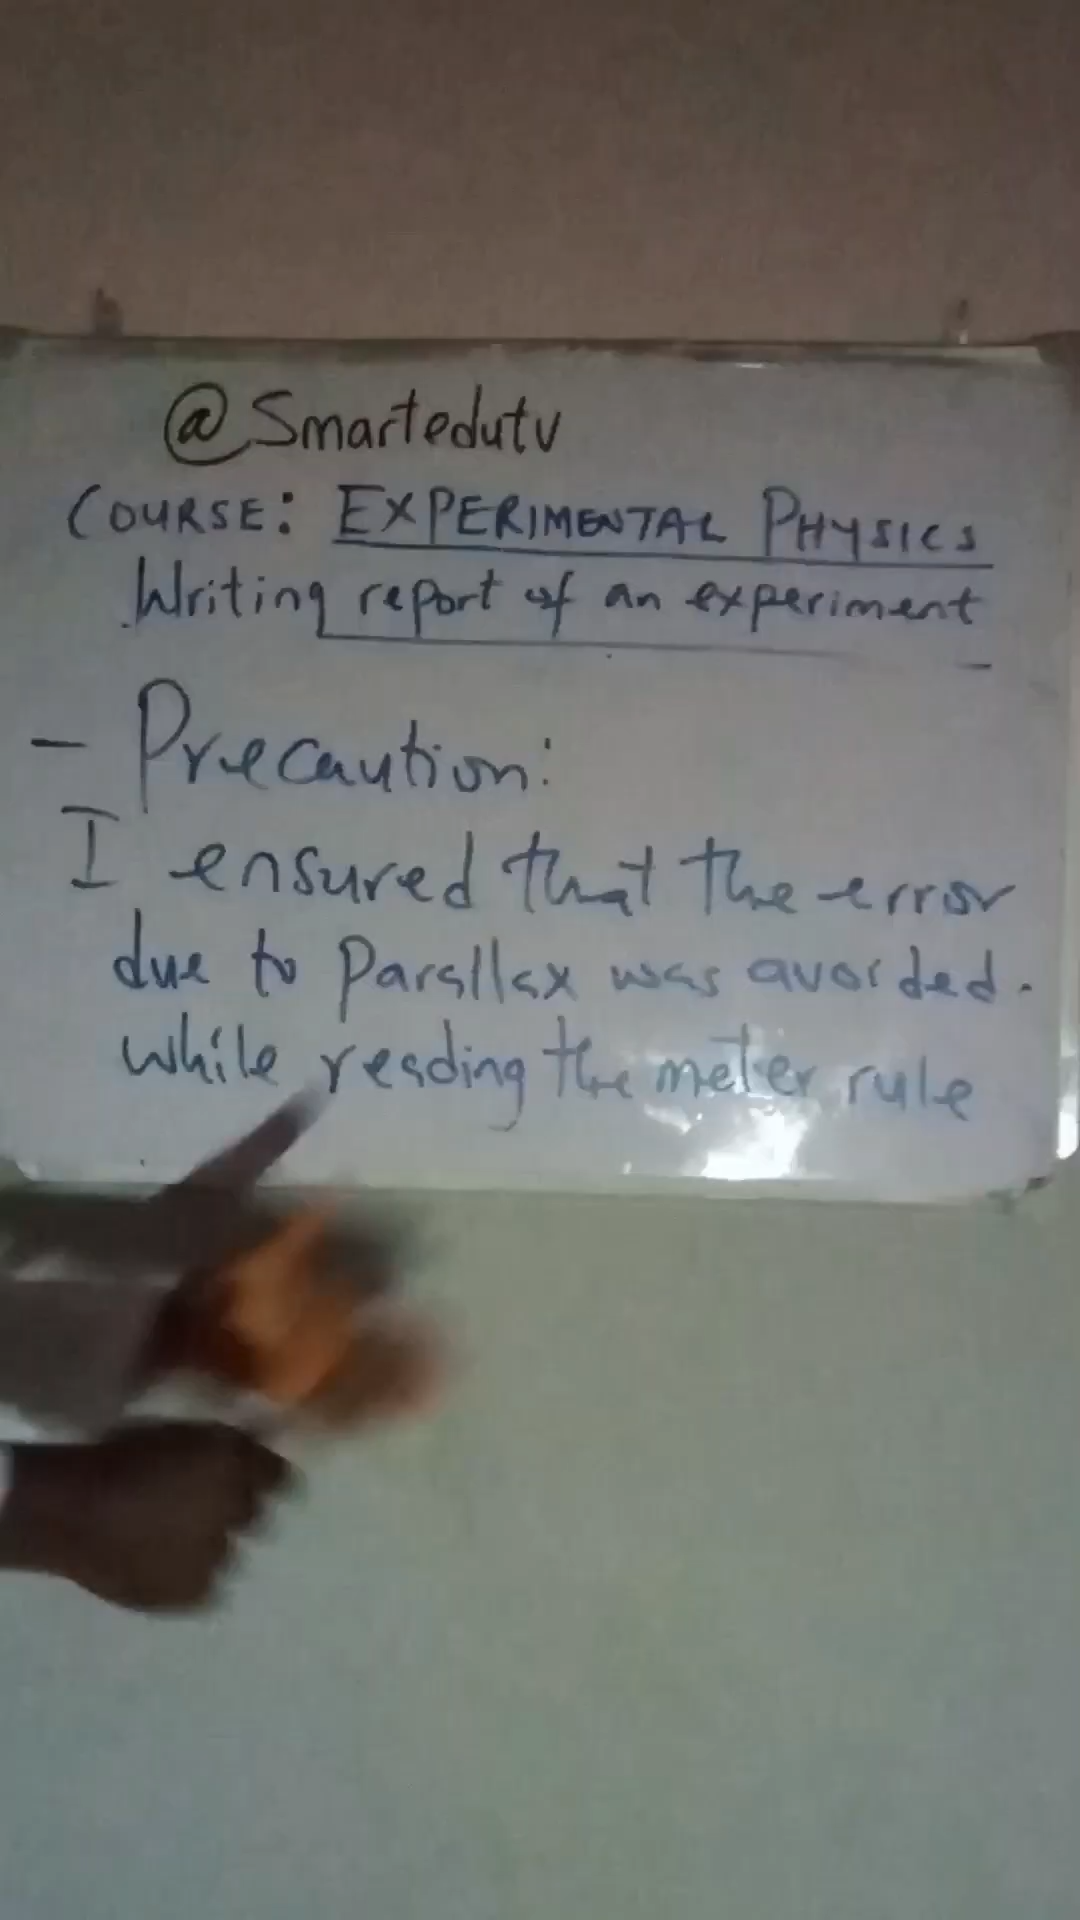 @Smartedutv
COURSE: EXPERIMENTAL PHYSICS
Writing report of an experiment
- Precaution:
I ensured that the error
due to Parallax was avoided.
while reading the meter rule